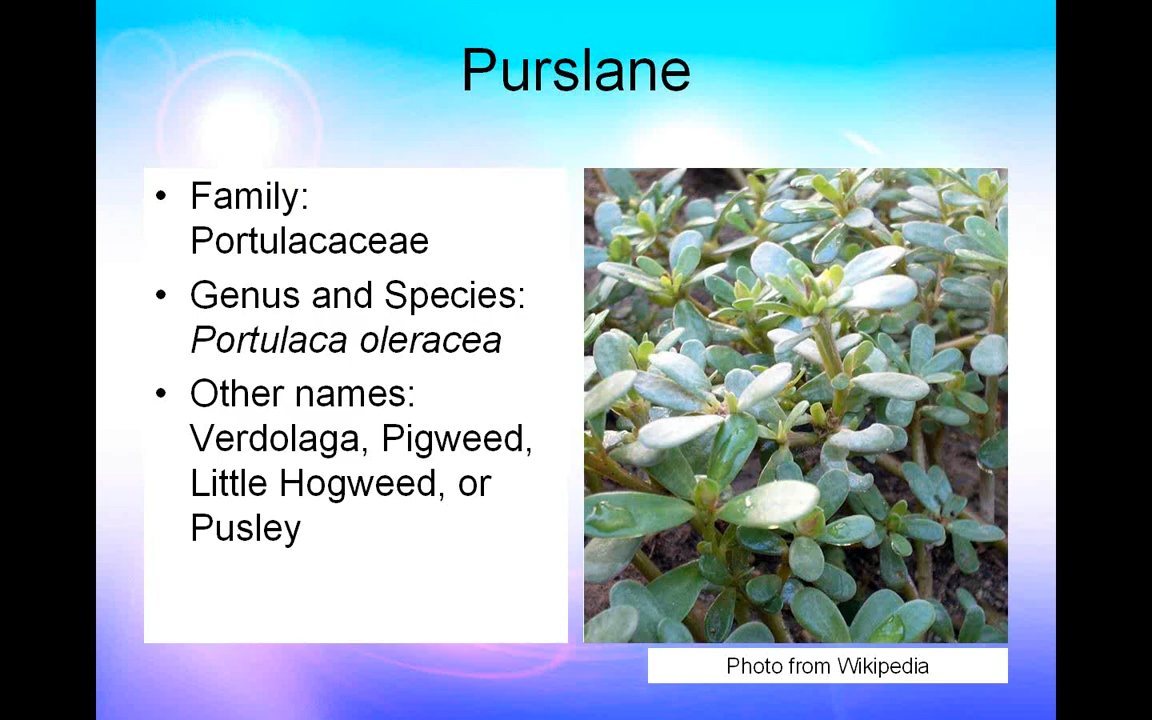 Purslane
• Family:
Portulacaceae
• Genus and Species:
Portulaca oleracea
• Other names:
Verdolaga, Pigweed,
Little Hogweed, or
Pusley
Photo from Wikipedia